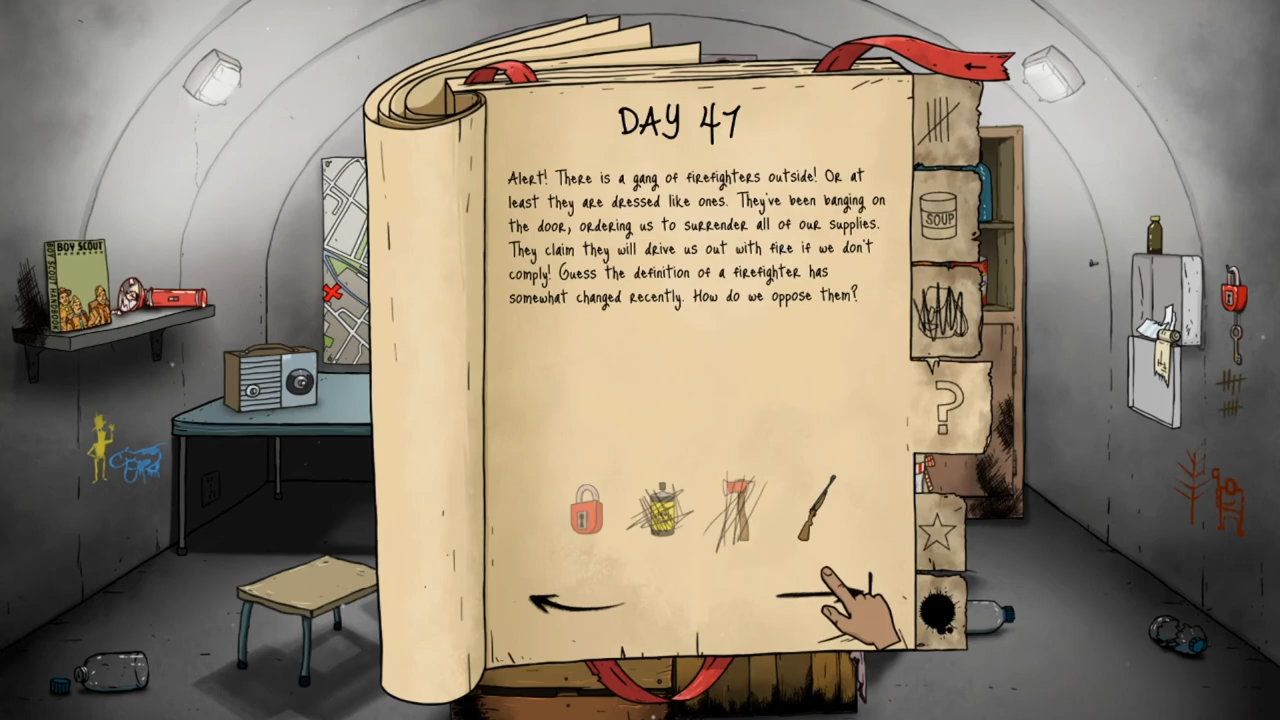 DAY 47
Alert! There is a gang of firefighters outside! Or at
least they are dressed like ones. They've been banging on
the door, ordering us to surrender all of our supplies.
They claim they will drive us out with fire if we don't
comply! Guess the definition of a firefighter has
somewhat changed recently. How do we oppose them?
SOUP
?
BOY SCOUT
BOY SCOUT HANDBOOK